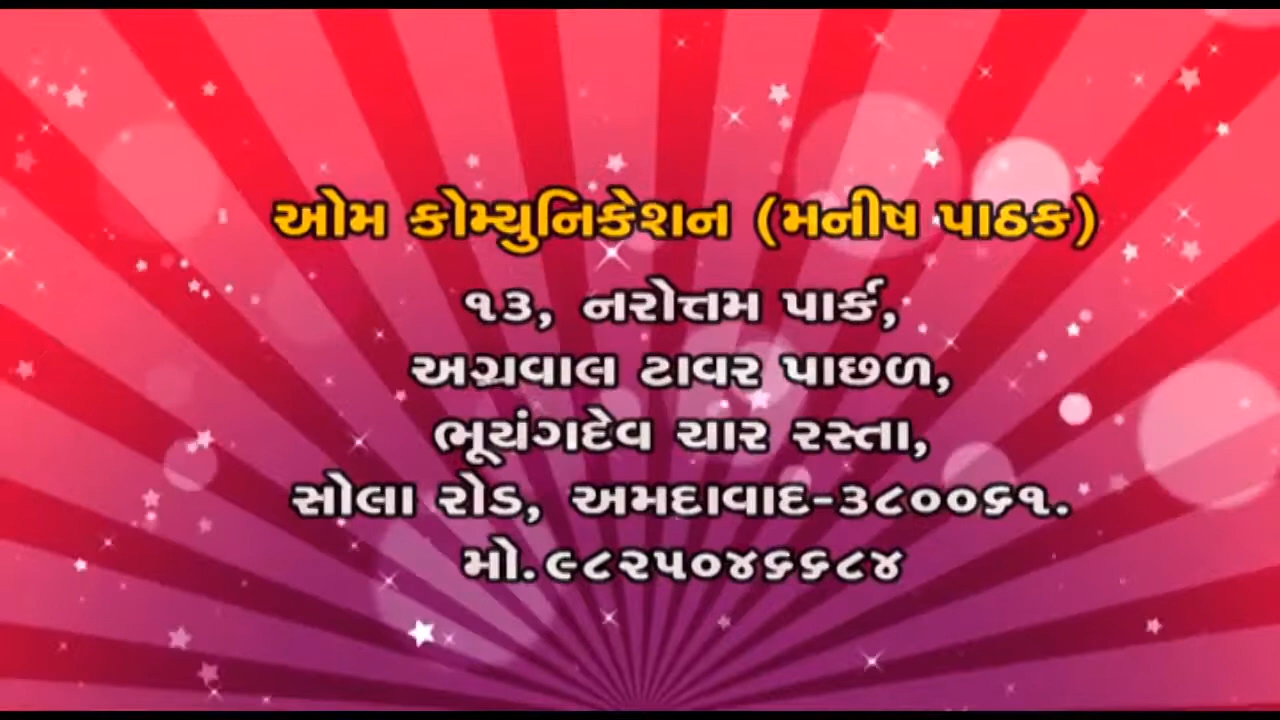 ઓમ કોમ્યુનિકેશન (મનીષ પાઠક)
૧૩, નરોત્તમ પાર્ક,
અગ્રવાલ ટાવર પાછળ,
ભૂયંગદેવ ચાર રસ્તા,
સોલા રોડ, અમદાવાદ-૩૮૦૦૬૧.
મો.૯૮૨૫૦૪૬૬૮૪